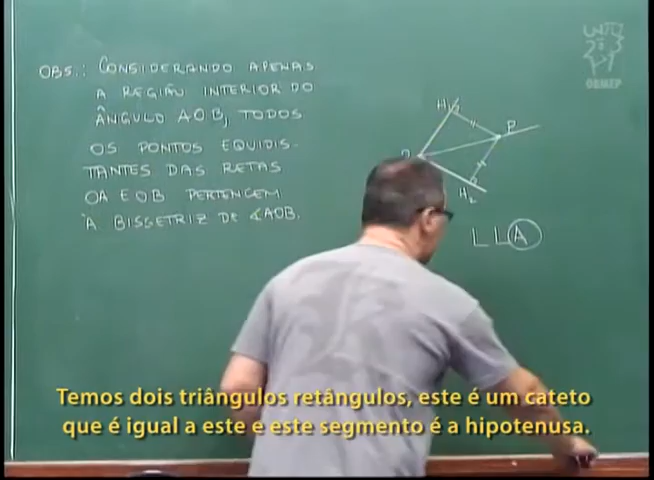 OBS.: CONSIDERANDO APENAS
A REGIÃO INTERIOR DO
ÂNGULO AOB, TODOS
OS PONTOS EQUIDIS-
TANTES DAS RETAS
OA E OB PERTENCEM
À BISSETRIZ DE ∡AOB.
H₁
P
O
H₂
LLA
OBMEP
Temos dois triângulos retângulos, este é um cateto
que é igual a este e este segmento é a hipotenusa.